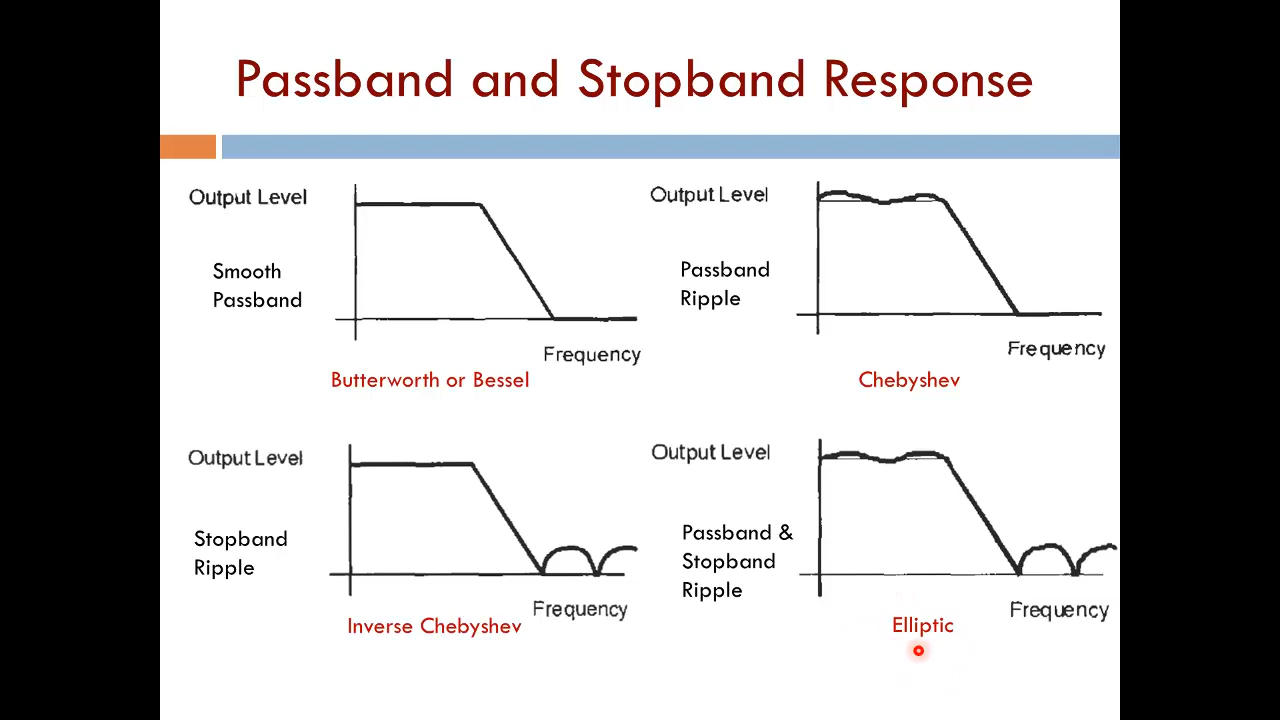 Passband and Stopband Response
Output Level
Smooth
Passband
Frequency
Butterworth or Bessel
Output Level
Passband
Ripple
Frequency
Chebyshev
Output Level
Stopband
Ripple
Frequency
Inverse Chebyshev
Output Level
Passband &
Stopband
Ripple
Frequency
Elliptic